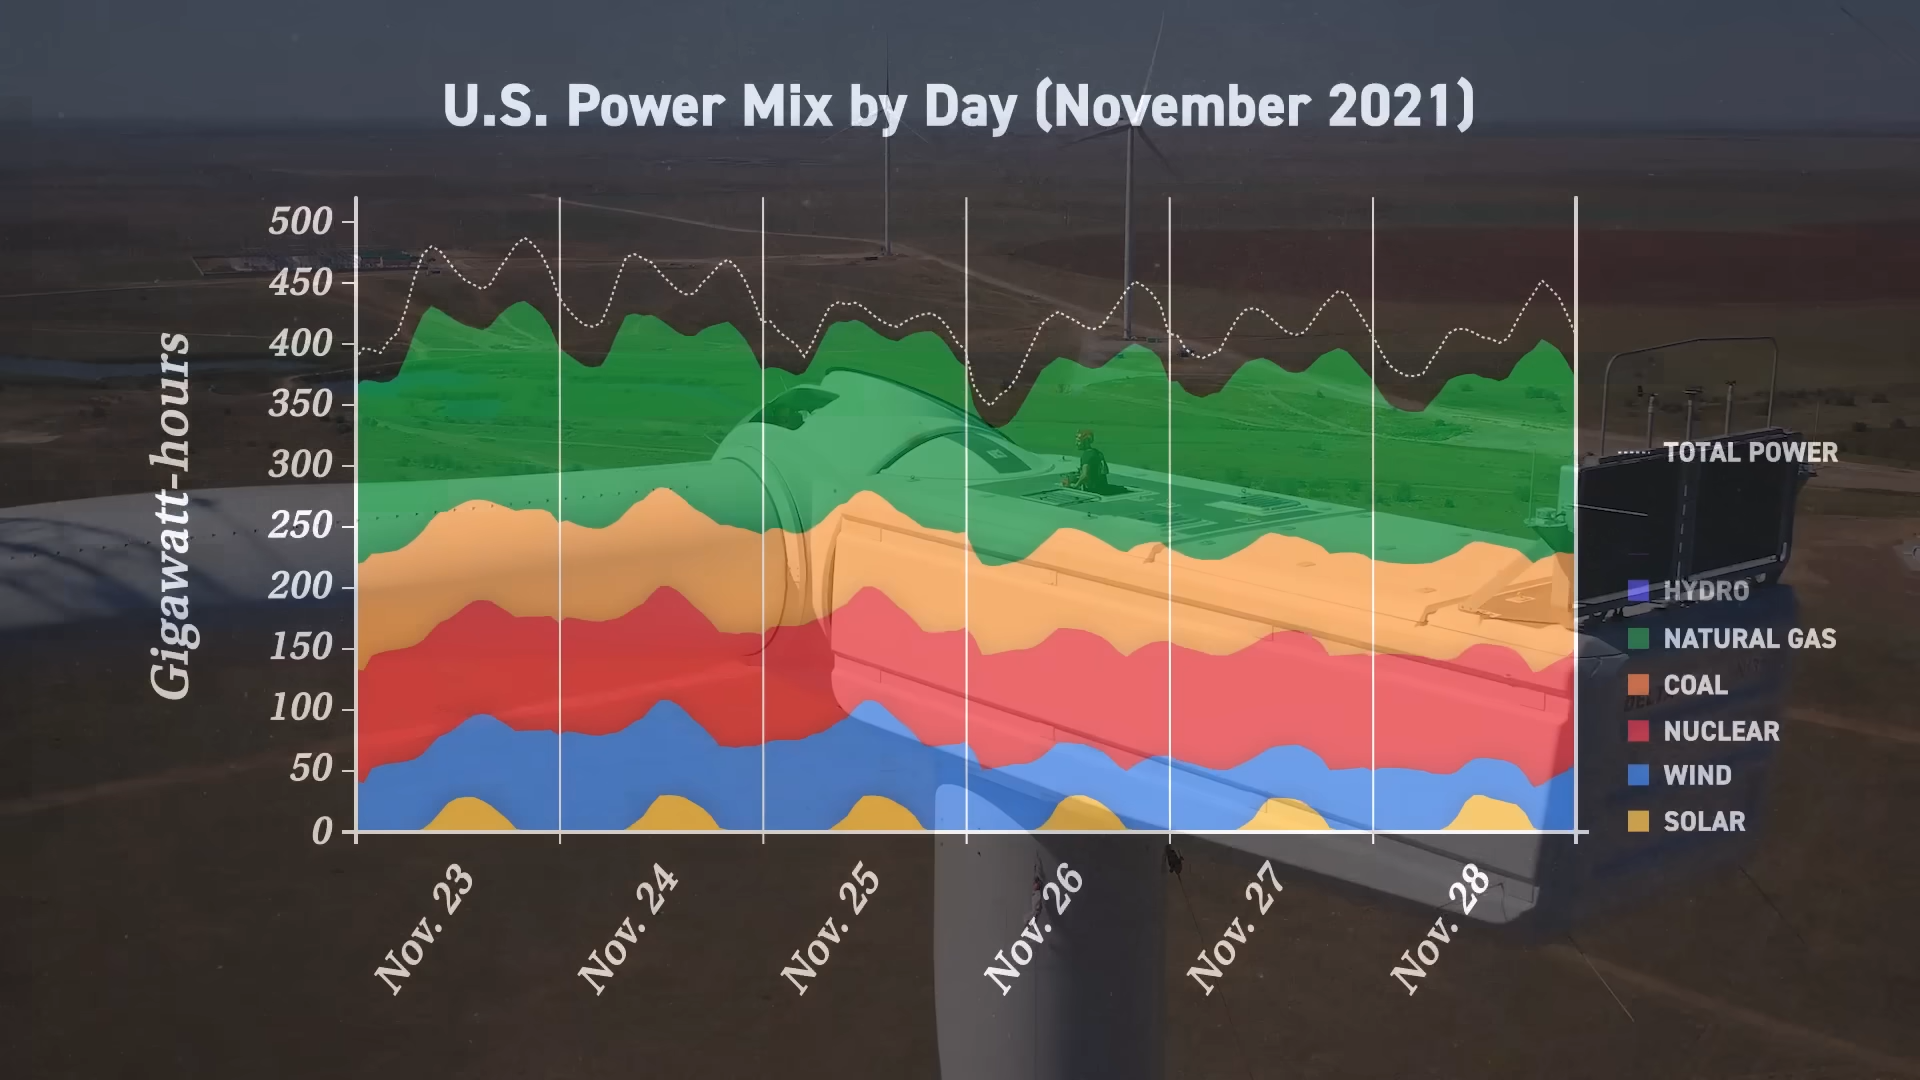 U.S. Power Mix by Day (November 2021)
Gigawatt-hours
500
450
400
350
300
250
200
150
100
50
0
Nov. 23
Nov. 24
Nov. 25
Nov. 26
Nov. 27
Nov. 28
TOTAL POWER
HYDRO
NATURAL GAS
COAL
NUCLEAR
WIND
SOLAR